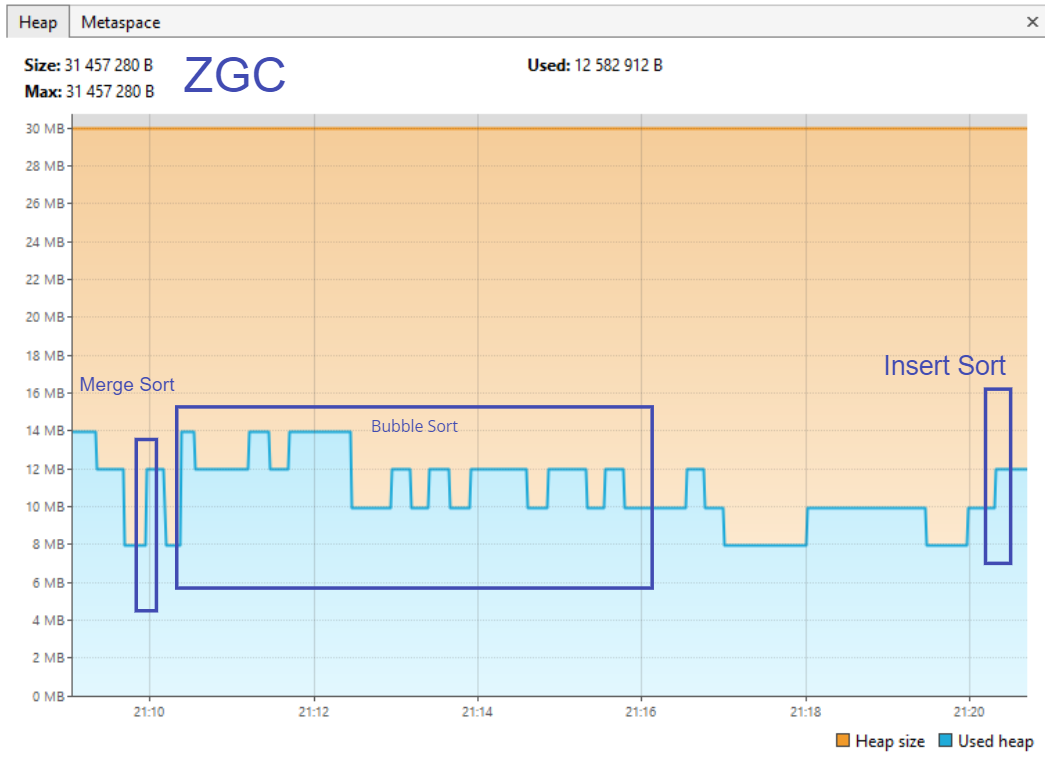 Heap Metaspace ×
Size: 31 457 280 B ZGC Used: 12 582 912 B
Max: 31 457 280 B
30 MB
28 MB
26 MB
24 MB
22 MB
20 MB
18 MB
Insert Sort
Merge Sort
16 MB
14 MB
Bubble Sort
12 MB
10 MB
8 MB
6 MB
4 MB
2 MB
0 MB
21:10 21:12 21:14 21:16 21:18 21:20
Heap size Used heap